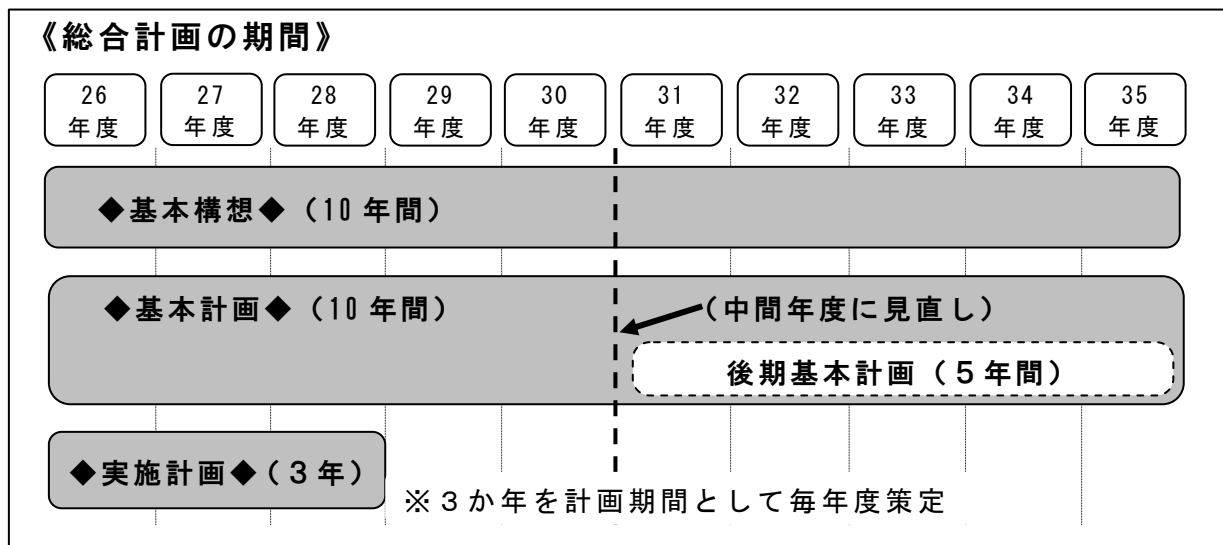 《総合計画の期間》
26
年度
27
年度
28
年度
29
年度
30
年度
31
年度
32
年度
33
年度
34
年度
35
年度
◆基本構想◆（10年間）
◆基本計画◆（10年間）
（中間年度に見直し）
後期基本計画（５年間）
◆実施計画◆（３年）
※３か年を計画期間として毎年度策定